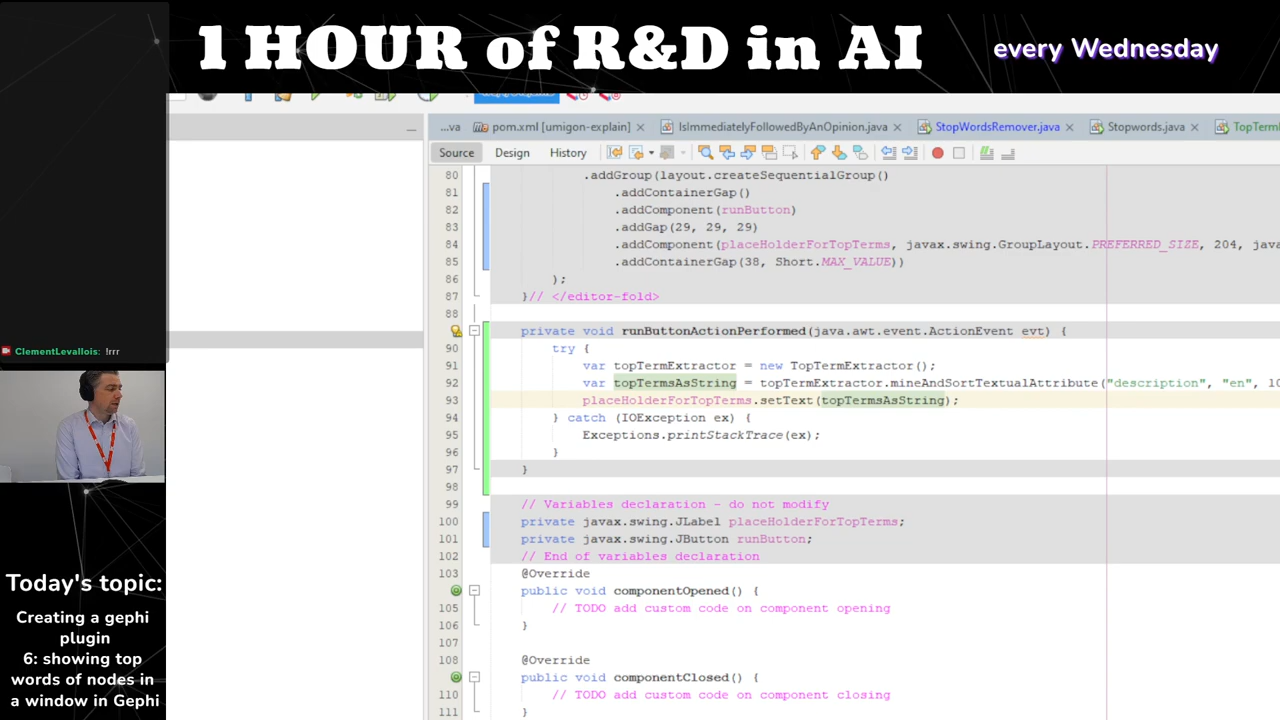 1 HOUR of R&D in AI
every Wednesday
...va
pom.xml [umigon-explain]
IsImmediatelyFollowedByAnOpinion.java
StopWordsRemover.java
Stopwords.java
Source
Design
History
80 .addGroup(layout.createSequentialGroup()
81 .addContainerGap()
82 .addComponent(runButton)
83 .addGap(29, 29, 29)
84 .addComponent(placeHolderForTopTerms, javax.swing.GroupLayout.PREFERRED_SIZE, 204, java
85 .addContainerGap(38, Short.MAX_VALUE))
86 );
87 }// </editor-fold>
88
private void runButtonActionPerformed(java.awt.event.ActionEvent evt) {
90 try {
91 var topTermExtractor = new TopTermExtractor();
92 var topTermsAsString = topTermExtractor.mineAndSortTextualAttribute("description", "en", 10
93 placeHolderForTopTerms.setText(topTermsAsString);
94 } catch (IOException ex) {
95 Exceptions.printStackTrace(ex);
96 }
97 }
98
99 // Variables declaration - do not modify
100 private javax.swing.JLabel placeHolderForTopTerms;
101 private javax.swing.JButton runButton;
102 // End of variables declaration
103 @Override
public void componentOpened() {
105 // TODO add custom code on component opening
106 }
107
108 @Override
public void componentClosed() {
110 // TODO add custom code on component closing
111 }
ClementLevallois: !rrr
Today's topic:
Creating a gephi
plugin
6: showing top
words of nodes in
a window in Gephi